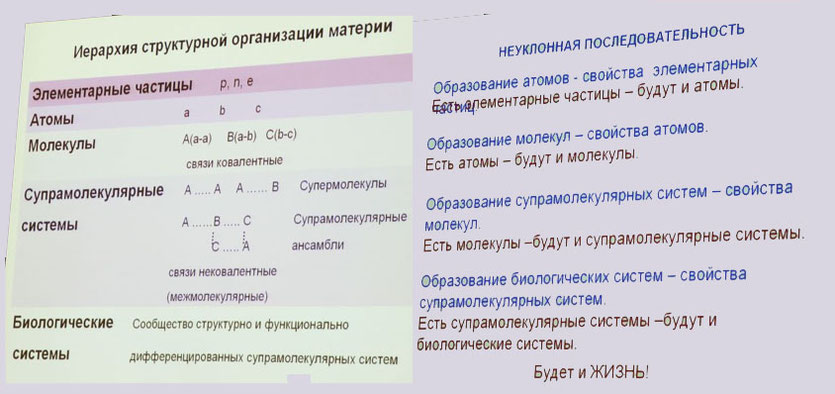 Иерархия структурной организации материи
Элементарные частицы p, n, e
Атомы a b c
Молекулы A(a-a) B(a-b) C(b-c)
связи ковалентные
Супрамолекулярные A ..... A A ...... B Супермолекулы
системы A ......B ..... C Супрамолекулярные
C ..... A ансамбли
связи нековалентные
(межмолекулярные)
Биологические Сообщество структурно и функционально
системы дифференцированных супрамолекулярных систем
НЕУКЛОННАЯ ПОСЛЕДОВАТЕЛЬНОСТЬ
Образование атомов - свойства элементарных
частиц.
Есть элементарные частицы – будут и атомы.
Образование молекул – свойства атомов.
Есть атомы – будут и молекулы.
Образование супрамолекулярных систем – свойства
молекул.
Есть молекулы –будут и супрамолекулярные системы.
Образование биологических систем – свойства
супрамолекулярных систем.
Есть супрамолекулярные системы –будут и
биологические системы.
Будет и ЖИЗНЬ!